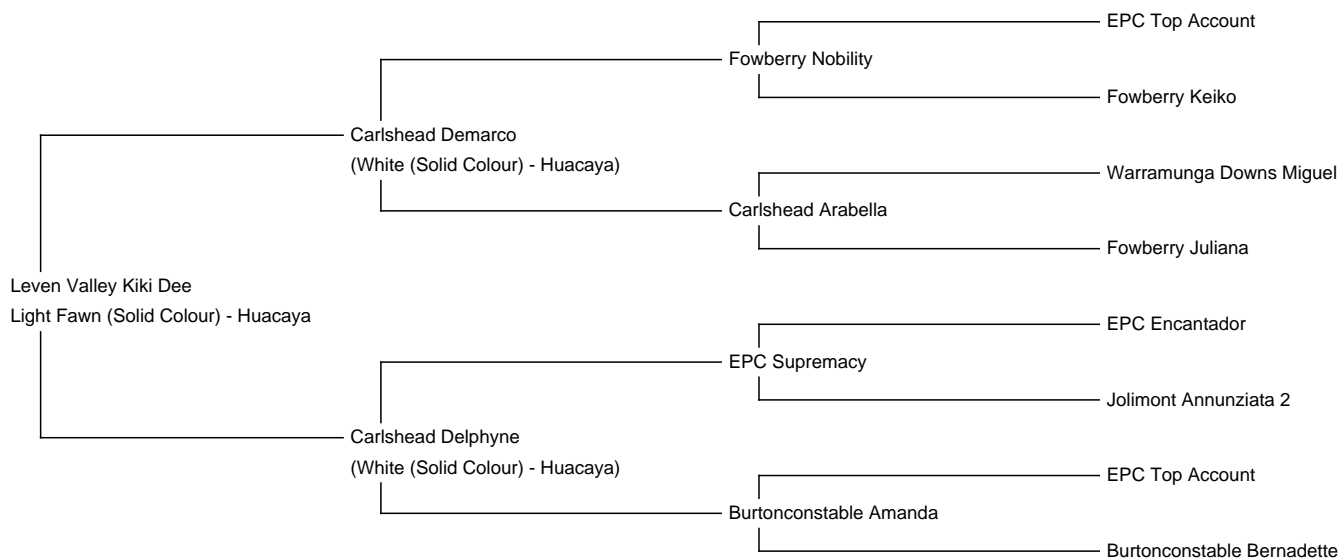 EPC Top Account
Fowberry Nobility
Fowberry Keiko
Carlshead Demarco
(White (Solid Colour) - Huacaya)
Warramunga Downs Miguel
Carlshead Arabella
Fowberry Juliana
Leven Valley Kiki Dee
Light Fawn (Solid Colour) - Huacaya
EPC Encantador
EPC Supremacy
Jolimont Annunziata 2
Carlshead Delphyne
(White (Solid Colour) - Huacaya)
EPC Top Account
Burtonconstable Amanda
Burtonconstable Bernadette